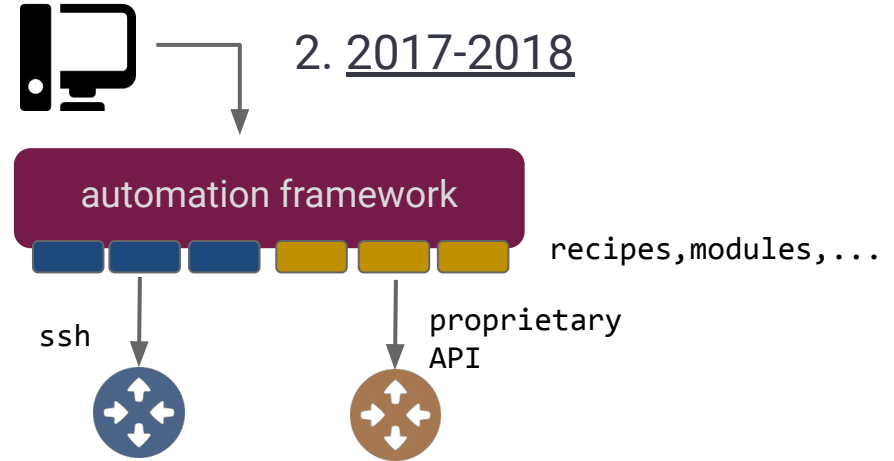 2. 2017-2018
automation framework
recipes,modules,...
ssh
proprietary
API